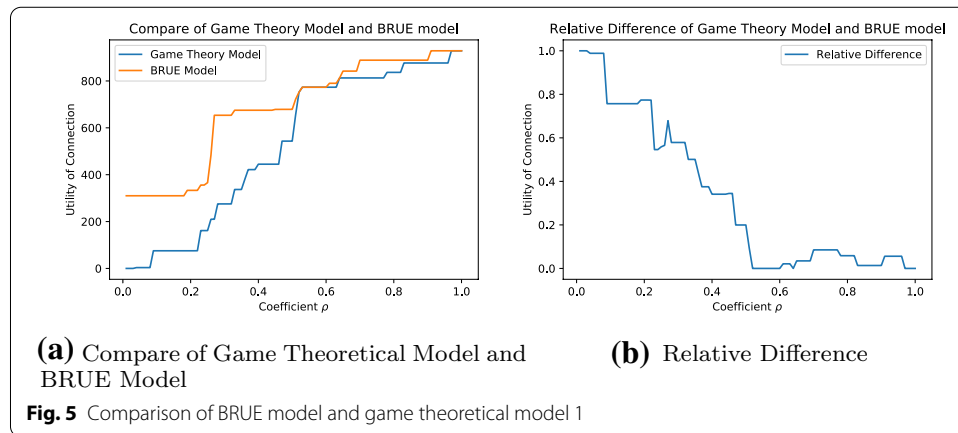 Compare of Game Theory Model and BRUE model
Game Theory Model
BRUE Model
Utility of Connection
800
600
400
200
0
0.0 0.2 0.4 0.6 0.8 1.0
Coefficient ρ
(a) Compare of Game Theoretical Model and
BRUE Model
Relative Difference of Game Theory Model and BRUE model
Relative Difference
Utility of Connection
1.0
0.8
0.6
0.4
0.2
0.0
0.0 0.2 0.4 0.6 0.8 1.0
Coefficient ρ
(b) Relative Difference
Fig. 5 Comparison of BRUE model and game theoretical model 1